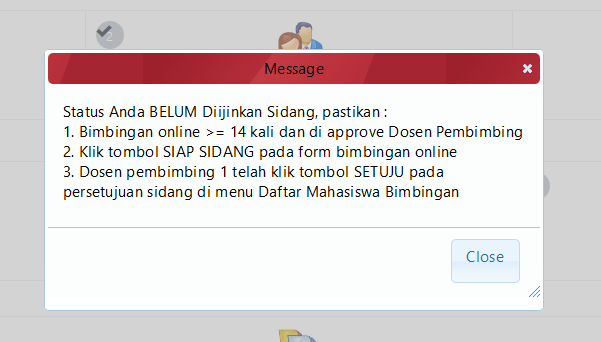 2
Message
Status Anda BELUM Diijinkan Sidang, pastikan :
1. Bimbingan online >= 14 kali dan di approve Dosen Pembimbing
2. Klik tombol SIAP SIDANG pada form bimbingan online
3. Dosen pembimbing 1 telah klik tombol SETUJU pada
persetujuan sidang di menu Daftar Mahasiswa Bimbingan
Close